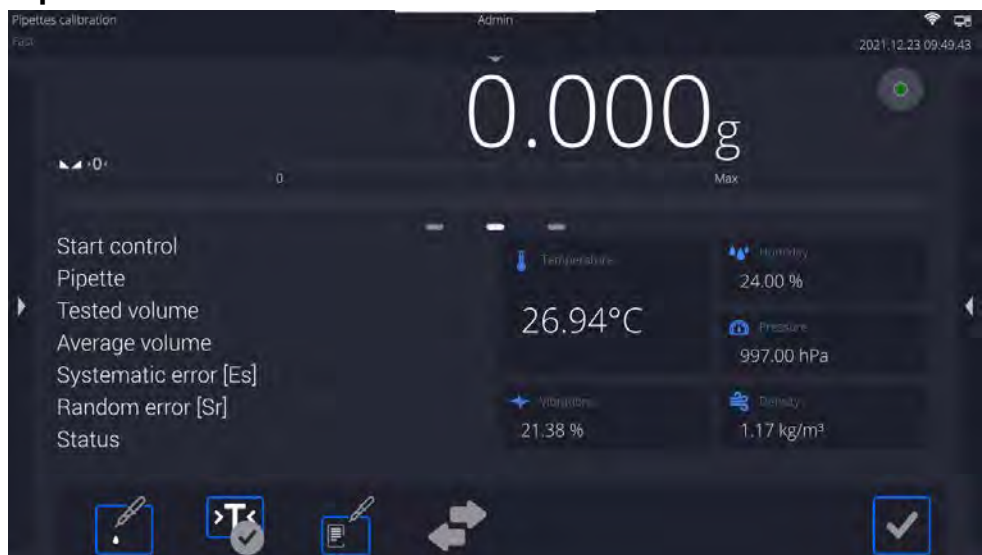 Pipettes calibration
Admin
Fast
2021.12.23 09.49.43
0.000g
›0‹
0
Max
Start control
Pipette
Tested volume
Average volume
Systematic error [Es]
Random error [Sr]
Status
Temperature
26.94°C
Humidity
24.00 %
Pressure
997.00 hPa
Vibrations
21.38 %
Density
1.17 kg/m³
>T<